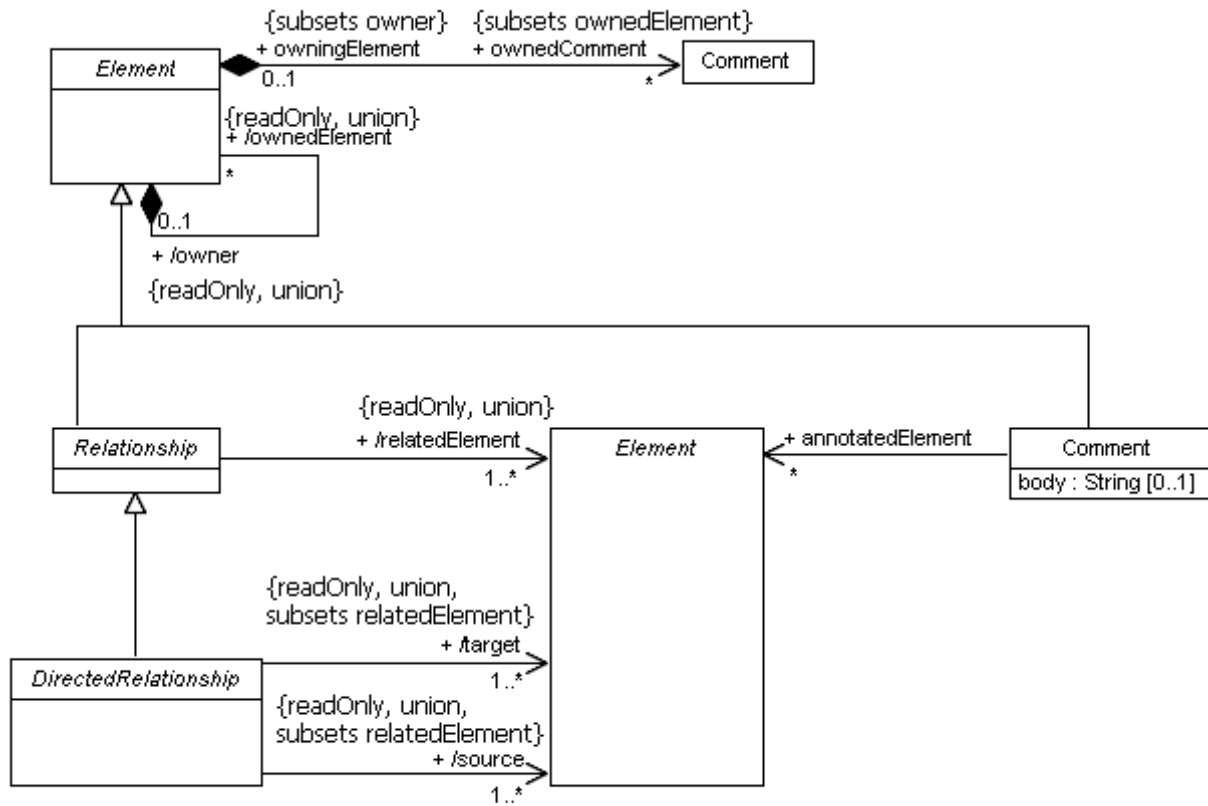 {subsets owner}
{subsets ownedElement}
+ owningElement
+ ownedComment
Element
Comment
0..1
*
{readOnly, union}
+ /ownedElement
*
0..1
+ /owner
{readOnly, union}
{readOnly, union}
Relationship
+ /relatedElement
Element
+ annotatedElement
Comment
1..*
*
body : String [0..1]
{readOnly, union,
subsets relatedElement}
+ /target
DirectedRelationship
1..*
{readOnly, union,
subsets relatedElement}
+ /source
1..*